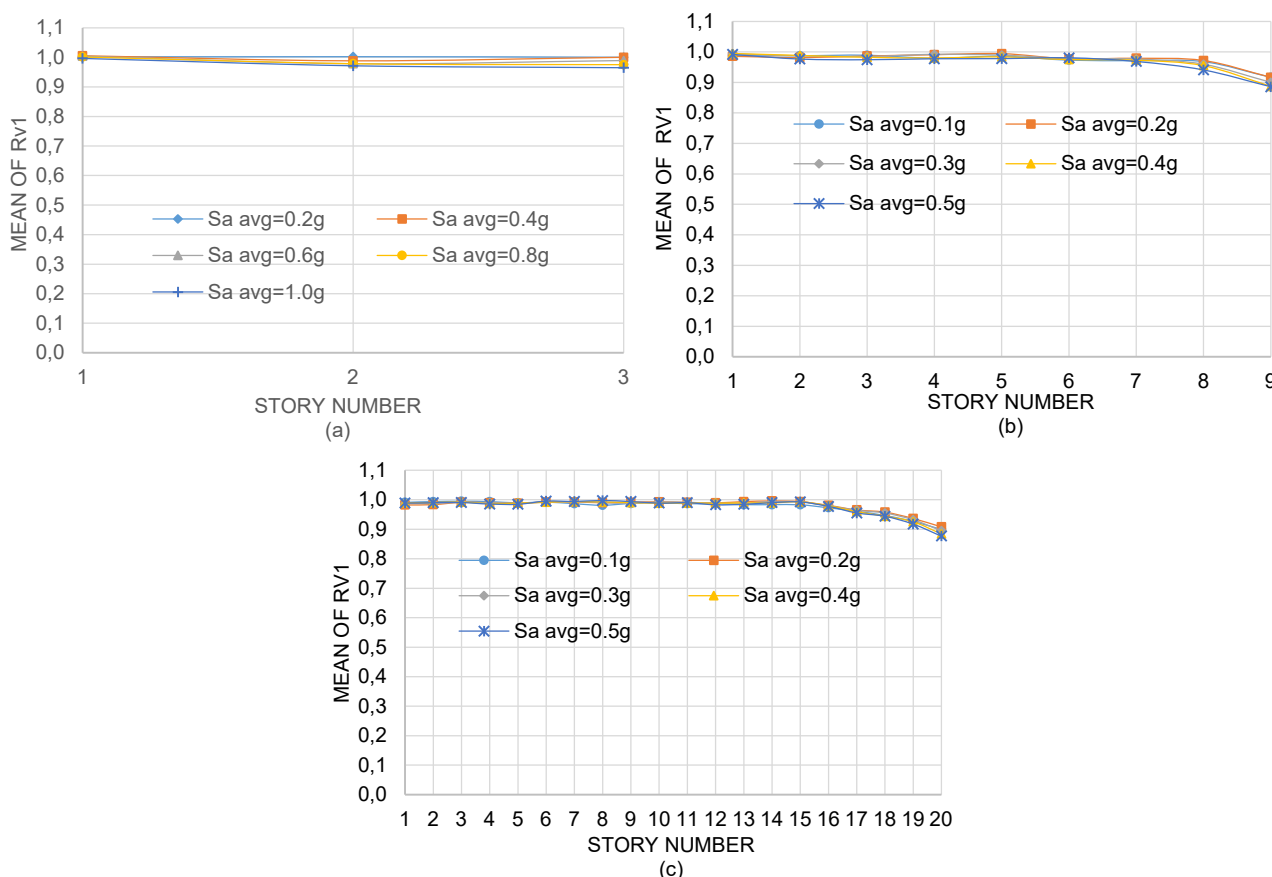 1,1
1,0
0,9
0,8
0,7
0,6
0,5
0,4
0,3
0,2
0,1
0,0
MEAN OF Rv1
Sa avg=0.2g Sa avg=0.4g
Sa avg=0.6g Sa avg=0.8g
Sa avg=1.0g
1 2 3
STORY NUMBER
(a)
1,1
1,0
0,9
0,8
0,7
0,6
0,5
0,4
0,3
0,2
0,1
0,0
MEAN OF RV1
Sa avg=0.1g Sa avg=0.2g
Sa avg=0.3g Sa avg=0.4g
Sa avg=0.5g
1 2 3 4 5 6 7 8 9
STORY NUMBER
(b)
1,1
1,0
0,9
0,8
0,7
0,6
0,5
0,4
0,3
0,2
0,1
0,0
MEAN OF RV1
Sa avg=0.1g Sa avg=0.2g
Sa avg=0.3g Sa avg=0.4g
Sa avg=0.5g
1 2 3 4 5 6 7 8 9 10 11 12 13 14 15 16 17 18 19 20
STORY NUMBER
(c)